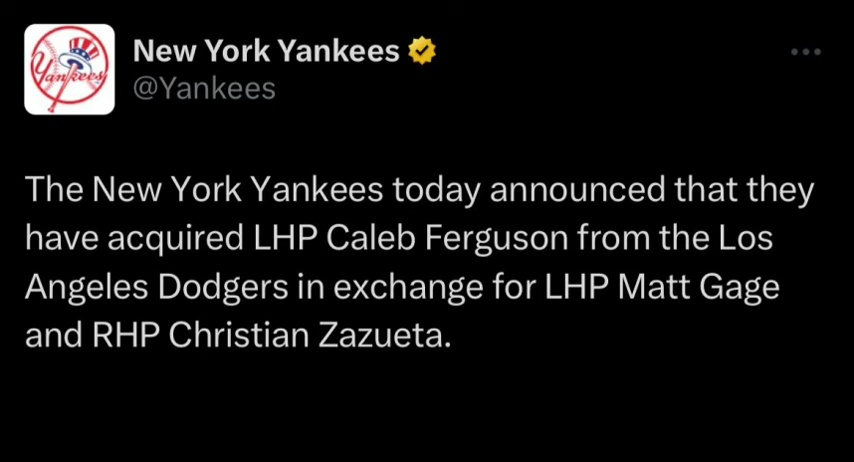 Yankees
New York Yankees
@Yankees
The New York Yankees today announced that they
have acquired LHP Caleb Ferguson from the Los
Angeles Dodgers in exchange for LHP Matt Gage
and RHP Christian Zazueta.